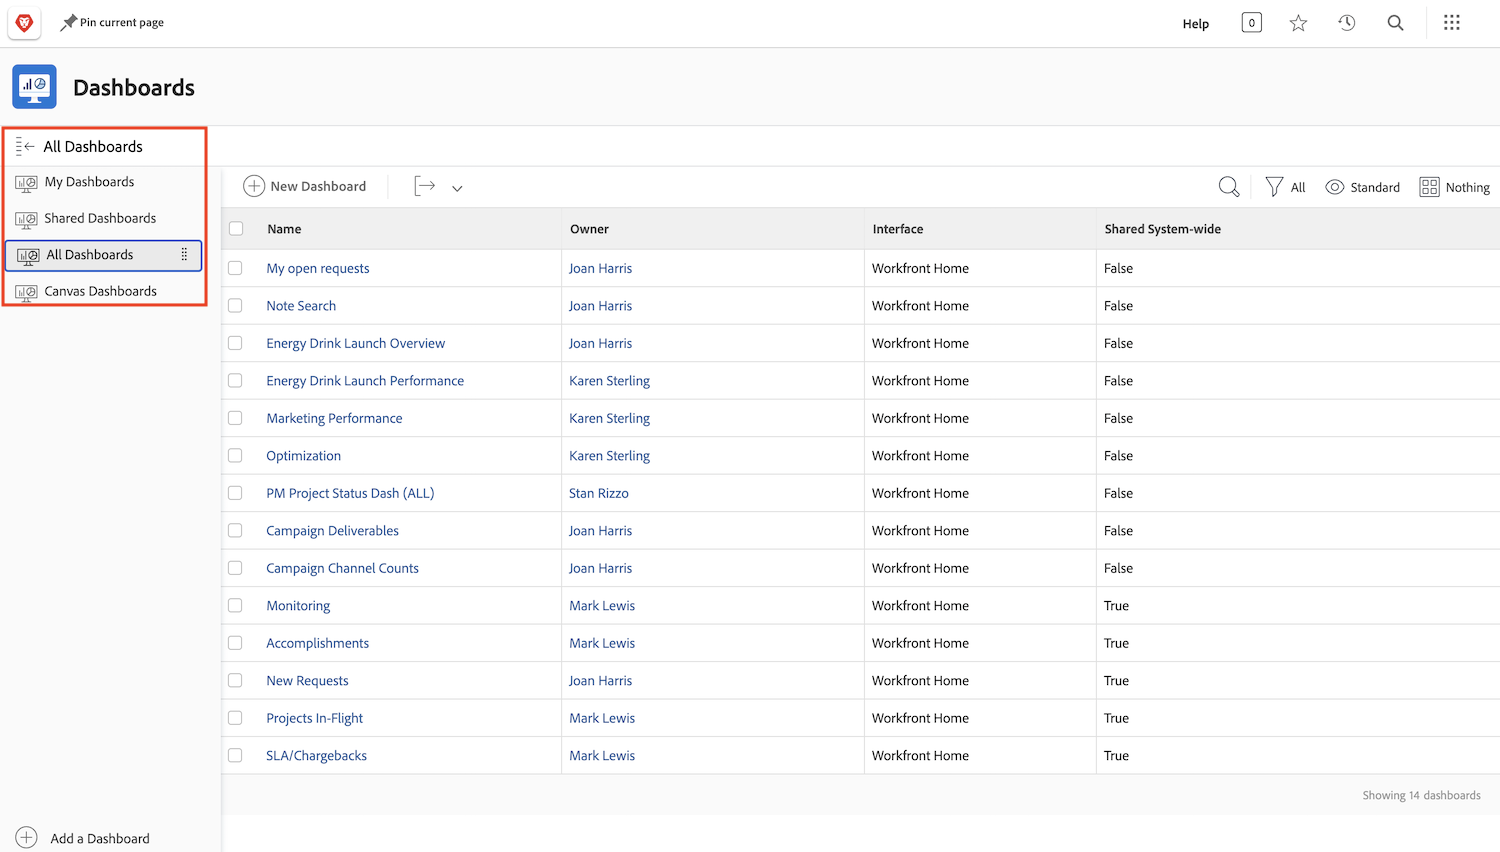 Pin current page
Help 0
Dashboards
All Dashboards
My Dashboards
Shared Dashboards
All Dashboards
Canvas Dashboards
Add a Dashboard
New Dashboard All Standard Nothing
Name Owner Interface Shared System-wide
My open requests Joan Harris Workfront Home False
Note Search Joan Harris Workfront Home False
Energy Drink Launch Overview Joan Harris Workfront Home False
Energy Drink Launch Performance Karen Sterling Workfront Home False
Marketing Performance Karen Sterling Workfront Home False
Optimization Karen Sterling Workfront Home False
PM Project Status Dash (ALL) Stan Rizzo Workfront Home False
Campaign Deliverables Joan Harris Workfront Home False
Campaign Channel Counts Joan Harris Workfront Home False
Monitoring Mark Lewis Workfront Home True
Accomplishments Mark Lewis Workfront Home True
New Requests Joan Harris Workfront Home True
Projects In-Flight Mark Lewis Workfront Home True
SLA/Chargebacks Mark Lewis Workfront Home True
Showing 14 dashboards